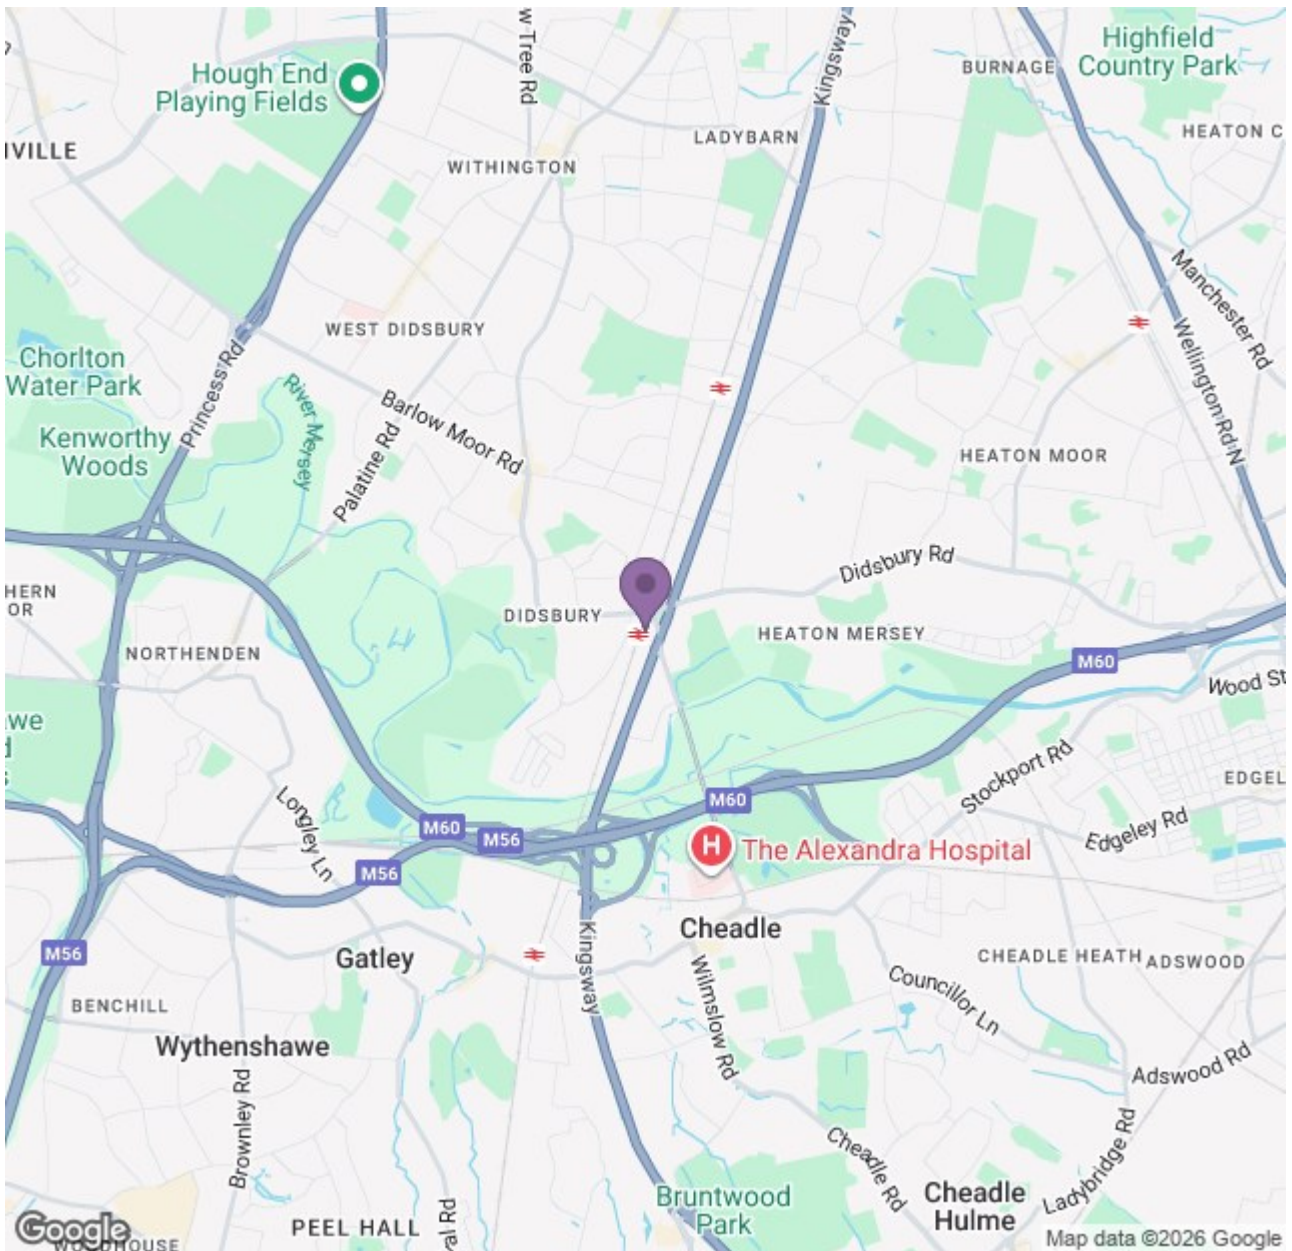 Hough End
Playing Fields
w Tree Rd
Kingsway
Highfield
Country Park
BURNAGE
LADYBARN
HEATON C
VILLE
WITHINGTON
Manchester Rd
WEST DIDSBURY
Wellington Rd N
Chorlton
Water Park
Princess Rd
River Mersey
Barlow Moor Rd
Kenworthy
Woods
Palatine Rd
HEATON MOOR
Didsbury Rd
HERN
OR
DIDSBURY
HEATON MERSEY
NORTHENDEN
M60
Wood St
awe
d
s
Stockport Rd
EDGEL
M60
Longley Ln
M60
M56
Edgeley Rd
H
The Alexandra Hospital
M56
Cheadle
M56
Gatley
Kingsway
CHEADLE HEATH
ADSWOOD
Wilmslow Rd
Councillor Ln
BENCHILL
Wythenshawe
Adswood Rd
Brownley Rd
Cheadle Rd
Ladybridge Rd
Bruntwood
Park
Cheadle
Hulme
PEEL HALL
Google
WOODHOUSE
Map data ©2026 Google